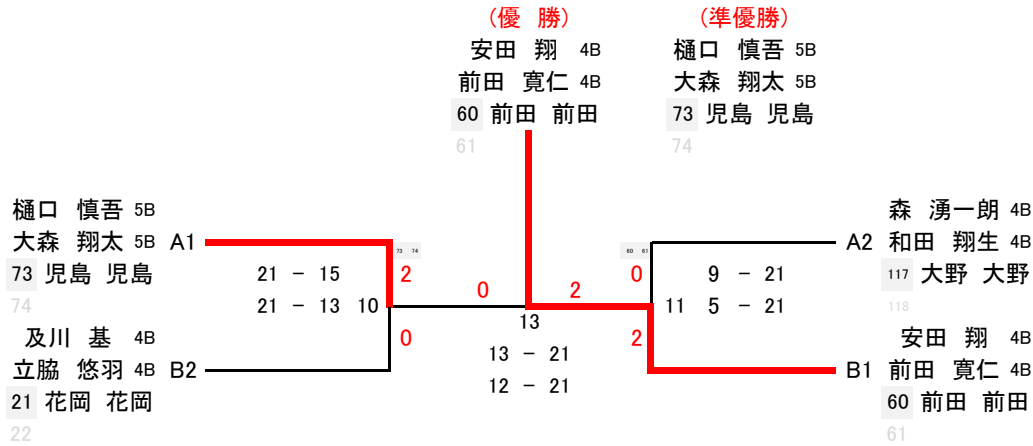 (優 勝) (準優勝)
安田 翔 4B 樋口 慎吾 5B
前田 寛仁 4B 大森 翔太 5B
60 前田 前田 73 児島 児島
61 74
樋口 慎吾 5B 森 湧一朗 4B
大森 翔太 5B A1 73 74 60 61 A2 和田 翔生 4B
73 児島 児島 21 - 15 2 0 2 0 9 - 21 117 大野 大野
74 21 - 13 10 11 5 - 21 118
及川 基 4B 0 13 2 安田 翔 4B
立脇 悠羽 4B B2 13 - 21 B1 前田 寛仁 4B
21 花岡 花岡 12 - 21 60 前田 前田
22 61